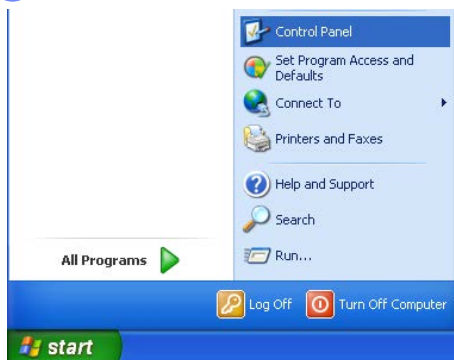 Control Panel
Set Program Access and
Defaults
Connect To
Printers and Faxes
Help and Support
Search
Run...
All Programs
Log Off
Turn Off Computer
start